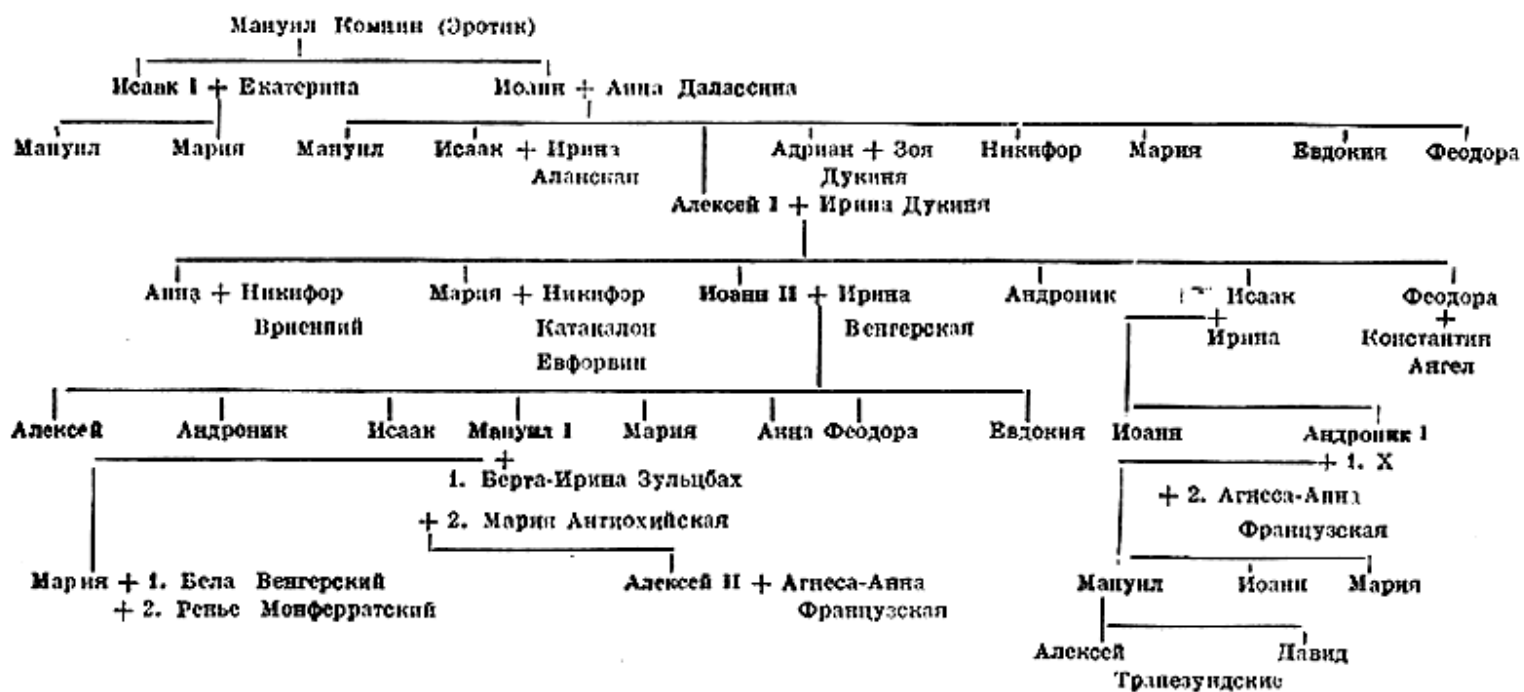 Мануил Комнин (Эротик)
Исаак I + Екатерина Иоанн + Анна Далассина
Мануил Мария Мануил Исаак + Ирина Адриан + Зоя Никифор Мария Евдокия Феодора
Аланская Дукиня
Алексей I + Ирина Дукиня
Анна + Никифор Мария + Никифор Иоанн II + Ирина Андроник Исаак Феодора
+ +
Вриенний Катакалон Венгерская Ирина Константин
Евфорвин Ангел
Алексей Андроник Исаак Мануил I Мария Анна Феодора Евдокия Иоанн Андроник I
+ + 1. X
1. Берта-Ирина Зульцбах + 2. Агнеса-Анна
+ 2. Мария Антиохийская Французская
Мария + 1. Бела Венгерский Алексей II + Агнеса-Анна Мануил Иоанн Мария
+ 2. Ренье Монферратский Французская
Алексей Давид
Трапезундские